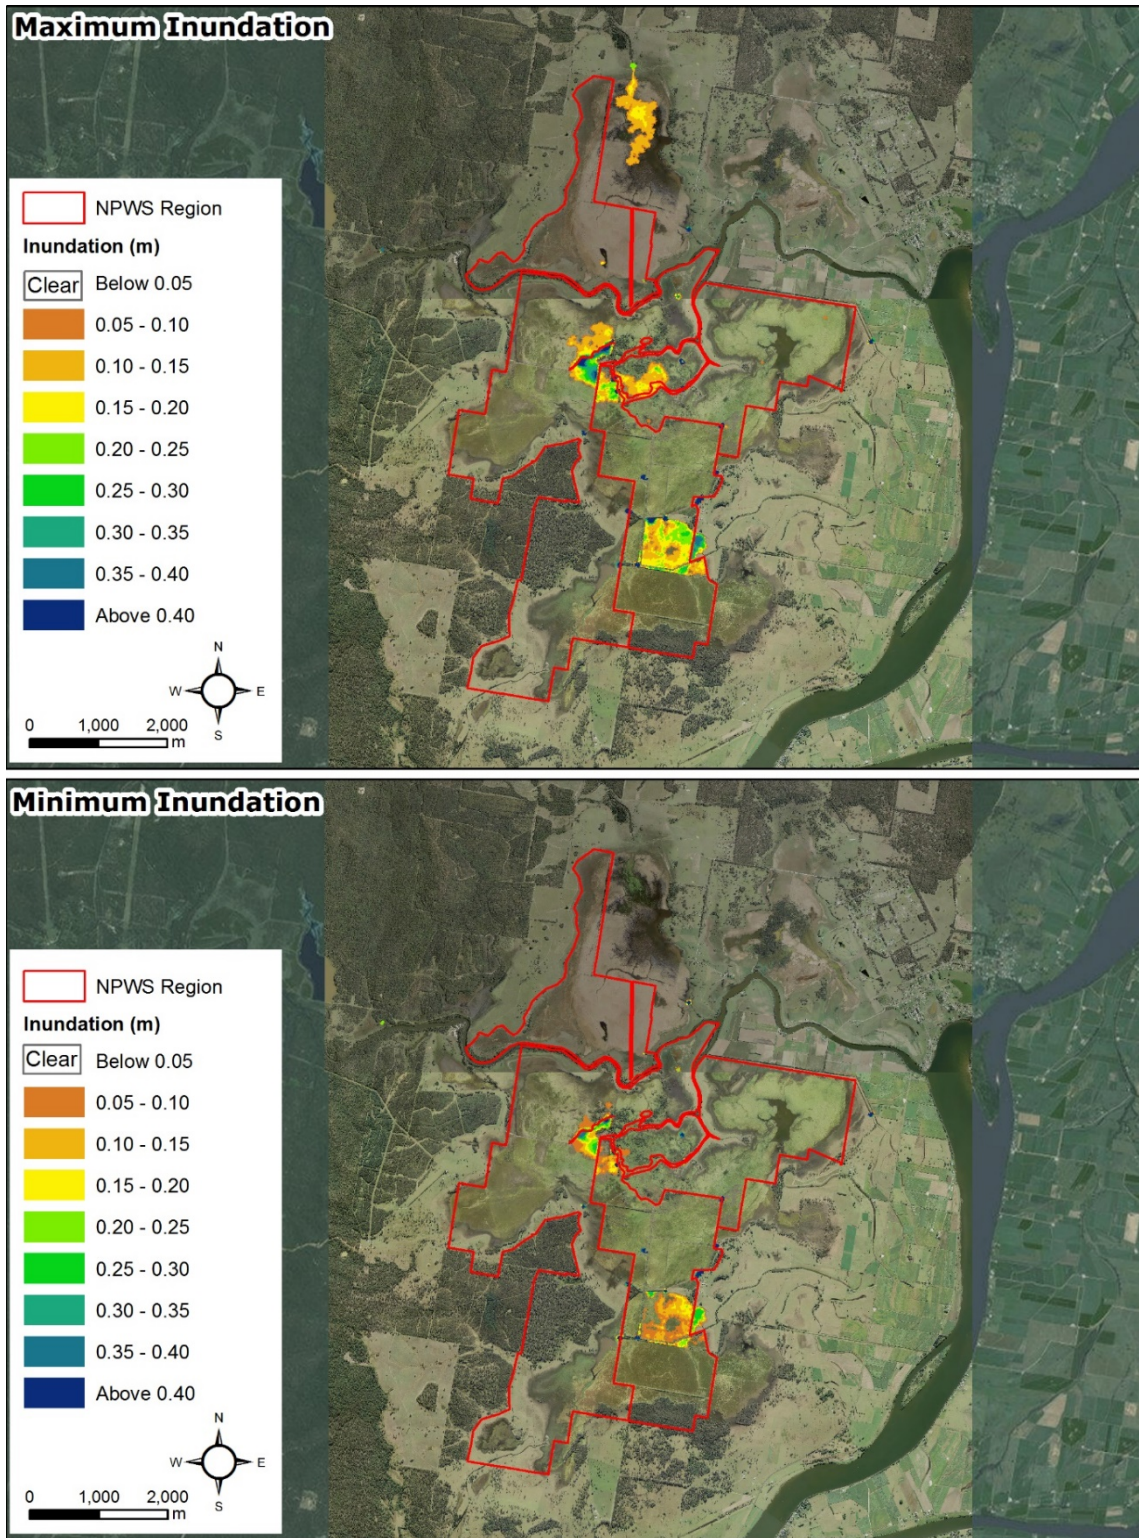 Maximum Inundation
NPWS Region
Inundation (m)
Clear Below 0.05
0.05 - 0.10
0.10 - 0.15
0.15 - 0.20
0.20 - 0.25
0.25 - 0.30
0.30 - 0.35
0.35 - 0.40
Above 0.40
N
W E
S
0 1,000 2,000
m
Minimum Inundation
NPWS Region
Inundation (m)
Clear Below 0.05
0.05 - 0.10
0.10 - 0.15
0.15 - 0.20
0.20 - 0.25
0.25 - 0.30
0.30 - 0.35
0.35 - 0.40
Above 0.40
N
W E
S
0 1,000 2,000
m